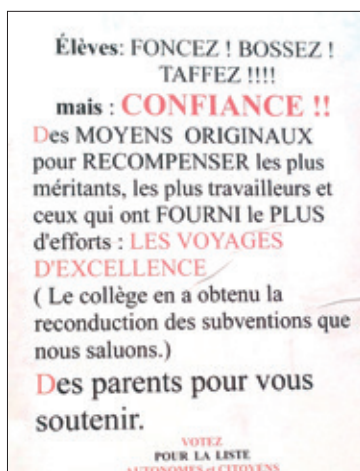 Élèves: FONCEZ ! BOSSEZ !
TAFFEZ !!!!
mais : CONFIANCE !!
Des MOYENS ORIGINAUX
pour RECOMPENSER les plus
méritants, les plus travailleurs et
ceux qui ont FOURNI le PLUS
d'efforts : LES VOYAGES
D'EXCELLENCE
( Le collège en a obtenu la
reconduction des subventions que
nous saluons.)
Des parents pour vous
soutenir.
VOTEZ
POUR LA LISTE
AUTONOMES et CITOYENS